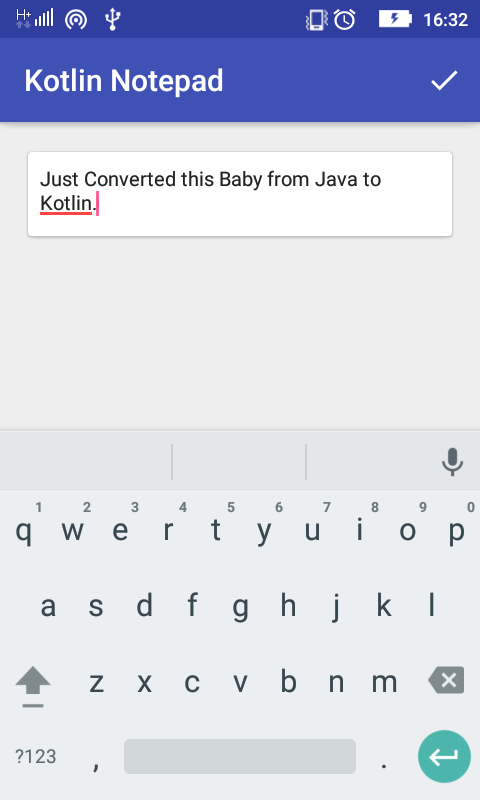 H+ 16:32
Kotlin Notepad
Just Converted this Baby from Java to
Kotlin.
1 2 3 4 5 6 7 8 9 0
q w e r t y u i o p
a s d f g h j k l
z x c v b n m
?123 , .